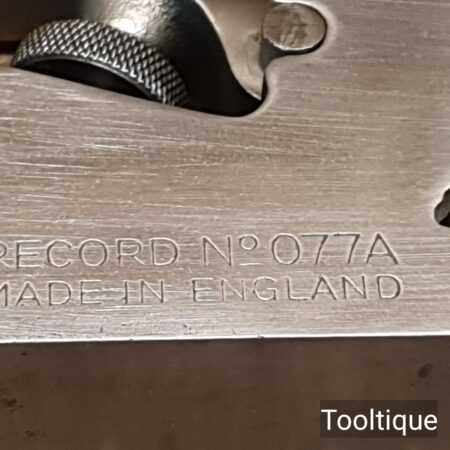 RECORD Nº 077A
MADE IN ENGLAND
Tooltique